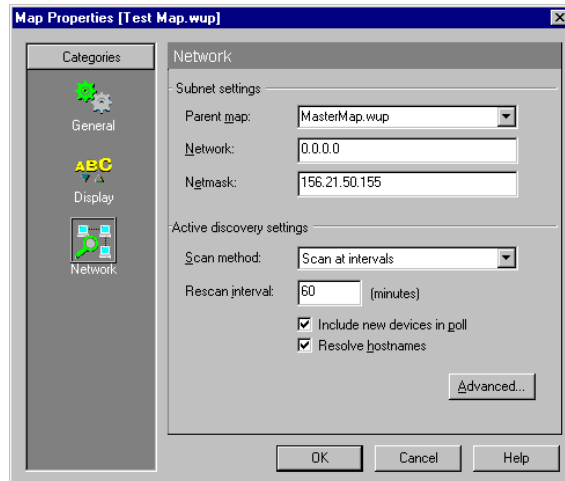 Map Properties [Test Map.wup]
Categories
General
ABC
Display
Network
Network
Subnet settings
Parent map: MasterMap.wup
Network: 0.0.0.0
Netmask: 156.21.50.155
Active discovery settings
Scan method: Scan at intervals
Rescan interval: 60 (minutes)
Include new devices in poll
Resolve hostnames
Advanced...
OK Cancel Help